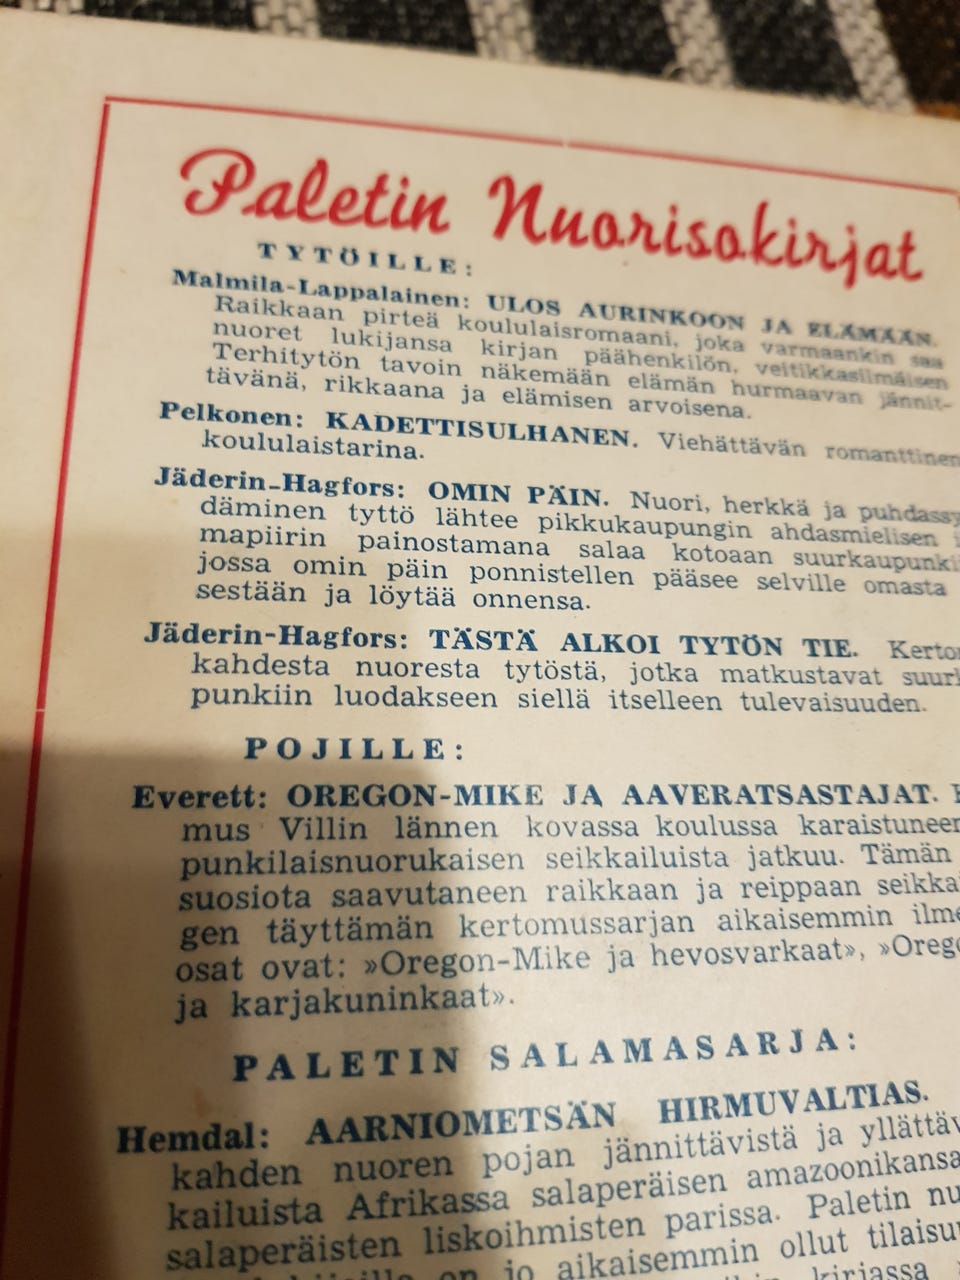 Paletin Nuorisokirjat
TYTÖILLE:
Malmila-Lappalainen: ULOS AURINKOON JA ELÄMÄÄN.
Raikkaan pirteä koululaisromaani, joka varmaankin saa
nuoret lukijansa kirjan päähenkilön, veitikkasilmäisen
Terhitytön tavoin näkemään elämän hurmaavan jännit-
tävänä, rikkaana ja elämisen arvoisena.
Pelkonen: KADETTISULHANEN. Viehättävän romanttinen
koululaistarina.
Jäderin-Hagfors: OMIN PÄIN. Nuori, herkkä ja puhdassy
däminen tyttö lähtee pikkukaupungin ahdasmielisen
mapiirin painostamana salaa kotoaan suurkaupunki
jossa omin päin ponnistellen pääsee selville omasta
sestään ja löytää onnensa.
Jäderin-Hagfors: TÄSTÄ ALKOI TYTÖN TIE. Kerto
kahdesta nuoresta tytöstä, jotka matkustavat suurk
punkiin luodakseen siellä itselleen tulevaisuuden.
POJILLE:
Everett: OREGON-MIKE JA AAVERATSASTAJAT.
mus Villin lännen kovassa koulussa karaistuneen
punkilaisnuorukaisen seikkailuista jatkuu. Tämän
suosiota saavutaneen raikkaan ja reippaan seikka
gen täyttämän kertomussarjan aikaisemmin ilme
osat ovat: »Oregon-Mike ja hevosvarkaat», »Oreg
ja karjakuninkaat».
PALETIN SALAMASARJA:
Hemdal: AARNIOMETSÄN HIRMUVALTIAS.
kahden nuoren pojan jännittävistä ja yllättäv
kailuista Afrikassa salaperäisen amazoonikansa
salaperäisten liskoihmisten parissa. Paletin nu
on jo aikaisemmin ollut tilaisu
kirjassa